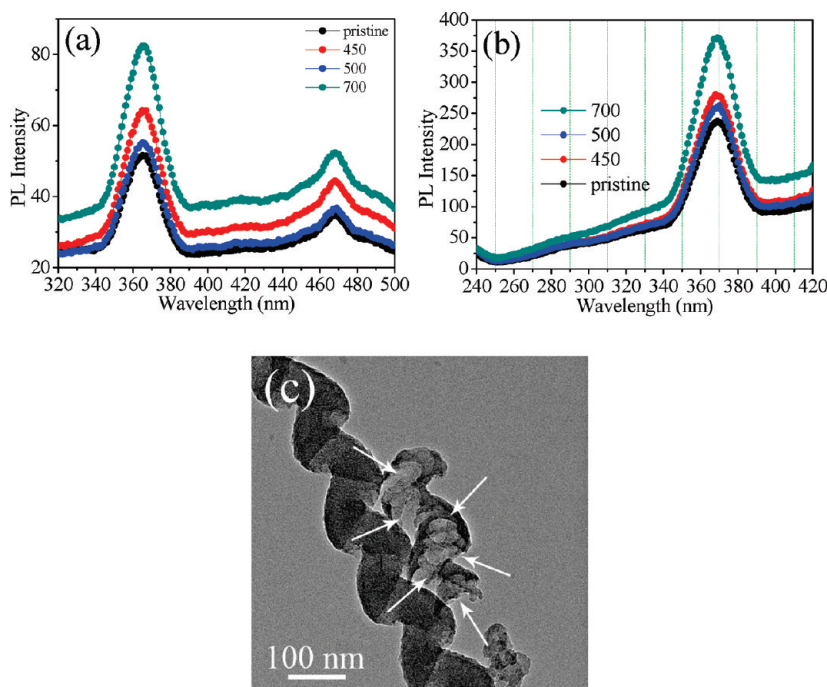 (a)
pristine
450
500
700
80
60
40
20
PL Intensity
320 340 360 380 400 420 440 460 480 500
Wavelength (nm)
(b)
700
500
450
pristine
400
350
300
250
200
150
100
50
0
PL Intensity
240 260 280 300 320 340 360 380 400 420
Wavelength (nm)
(c)
100 nm